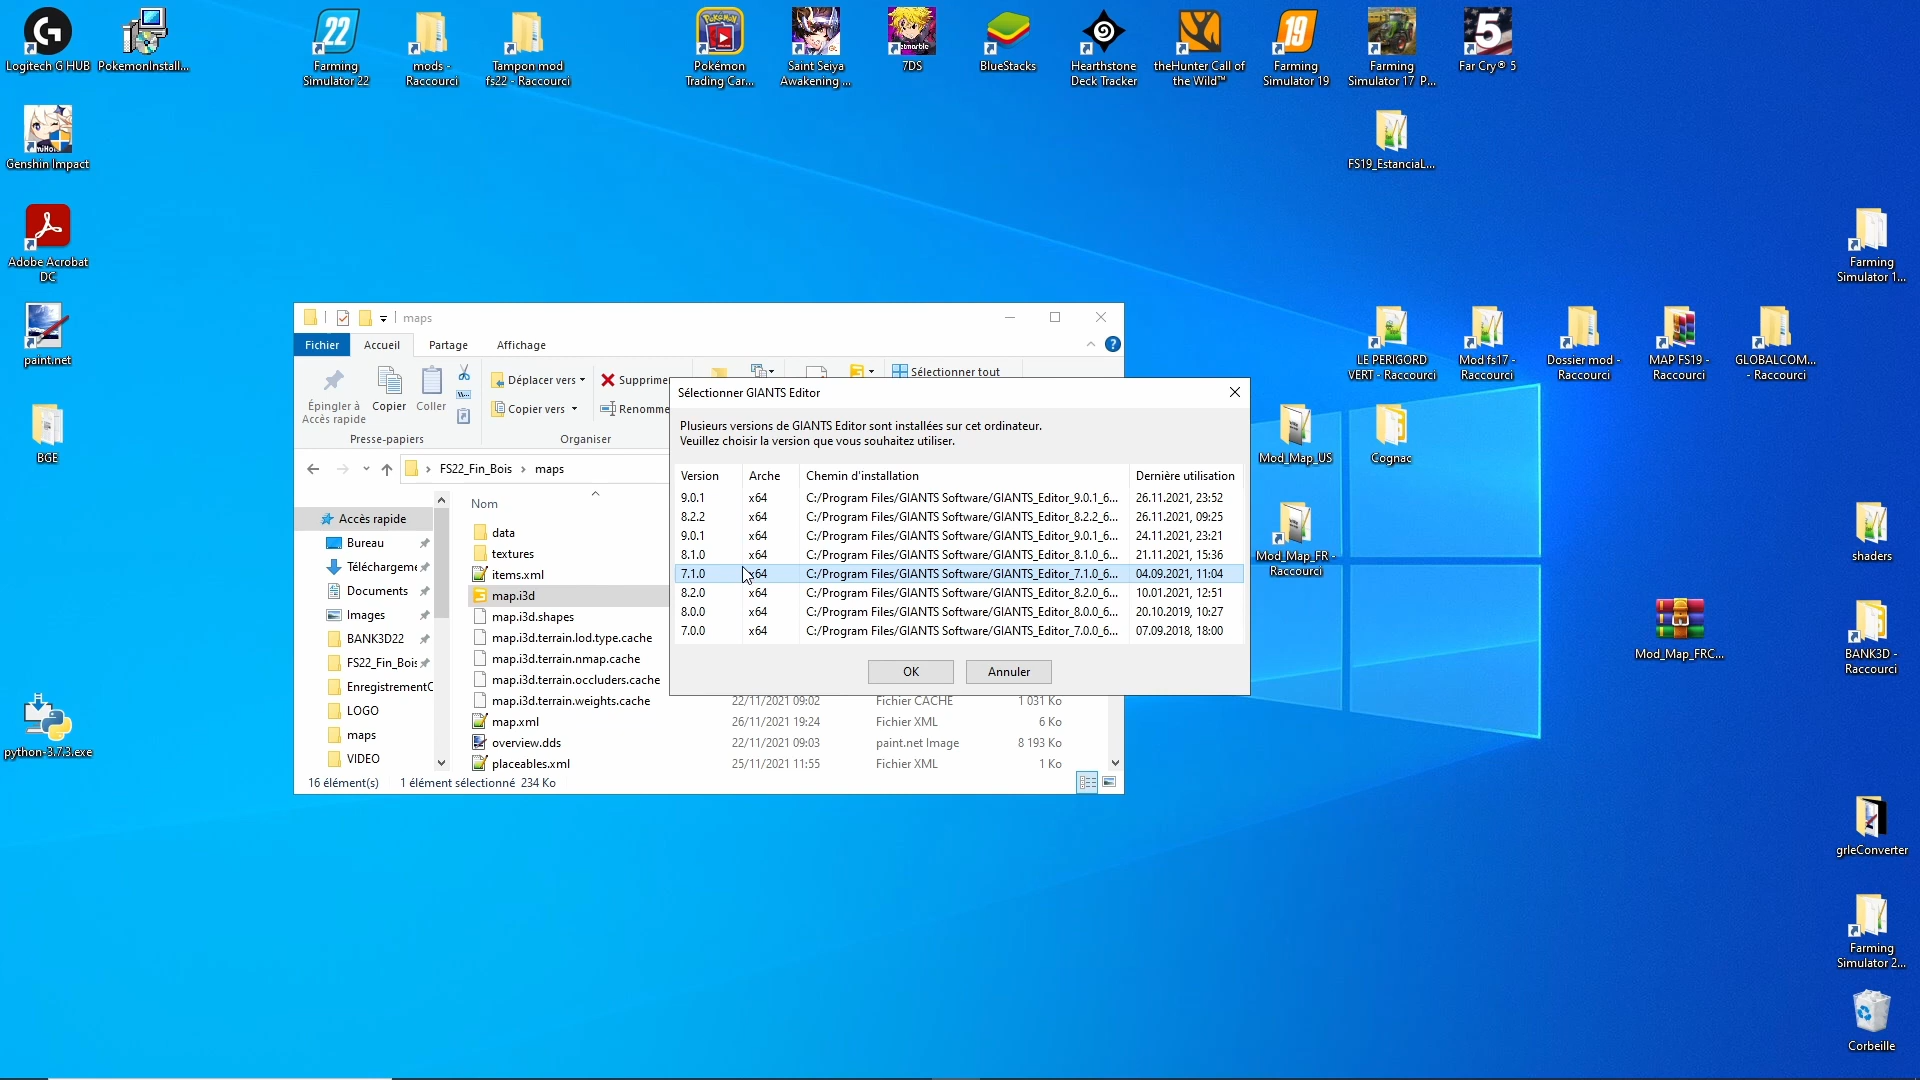 Logitech G HUB
PokemonInstall...
22
Farming
Simulator 22
mods -
Raccourci
Tampon mod
fs22 - Raccourci
Pokémon
Trading Car...
Saint Seiya
Awakening ...
7DS
BlueStacks
Hearthstone
Deck Tracker
theHunter Call of
the Wild™
19
Farming
Simulator 19
Farming
Simulator 17 P...
5
Far Cry® 5
Genshin Impact
FS19_EstanciaL...
Adobe Acrobat
DC
Farming
Simulator 1...
paint.net
LE PERIGORD
VERT - Raccourci
Mod fs17 -
Raccourci
Dossier mod -
Raccourci
MAP FS19 -
Raccourci
GLOBALCOM...
- Raccourci
BGE
Mod_Map_US
Cognac
Mod_Map_FR -
Raccourci
shaders
Mod_Map_FRC...
BANK3D -
Raccourci
python-3.7.3.exe
grleConverter
Farming
Simulator 2...
Corbeille
maps
Fichier
Accueil
Partage
Affichage
Épingler à
Accès rapide
Copier
Coller
Presse-papiers
Déplacer vers
Copier vers
Supprime
Renomme
Organiser
Sélectionner tout
FS22_Fin_Bois
maps
Accès rapide
Bureau
Téléchargeme
Documents
Images
BANK3D22
FS22_Fin_Bois
EnregistrementC
LOGO
maps
VIDEO
Nom
data
textures
items.xml
map.i3d
map.i3d.shapes
map.i3d.terrain.lod.type.cache
map.i3d.terrain.nmap.cache
map.i3d.terrain.occluders.cache
map.i3d.terrain.weights.cache 22/11/2021 09:02 Fichier CACHE 1 031 Ko
map.xml 26/11/2021 19:24 Fichier XML 6 Ko
overview.dds 22/11/2021 09:03 paint.net Image 8 193 Ko
placeables.xml 25/11/2021 11:55 Fichier XML 1 Ko
16 élément(s) 1 élément sélectionné 234 Ko
Sélectionner GIANTS Editor
Plusieurs versions de GIANTS Editor sont installées sur cet ordinateur.
Veuillez choisir la version que vous souhaitez utiliser.
Version Arche Chemin d'installation Dernière utilisation
9.0.1 x64 C:/Program Files/GIANTS Software/GIANTS_Editor_9.0.1_6... 26.11.2021, 23:52
8.2.2 x64 C:/Program Files/GIANTS Software/GIANTS_Editor_8.2.2_6... 26.11.2021, 09:25
9.0.1 x64 C:/Program Files/GIANTS Software/GIANTS_Editor_9.0.1_6... 24.11.2021, 23:21
8.1.0 x64 C:/Program Files/GIANTS Software/GIANTS_Editor_8.1.0_6... 21.11.2021, 15:36
7.1.0 x64 C:/Program Files/GIANTS Software/GIANTS_Editor_7.1.0_6... 04.09.2021, 11:04
8.2.0 x64 C:/Program Files/GIANTS Software/GIANTS_Editor_8.2.0_6... 10.01.2021, 12:51
8.0.0 x64 C:/Program Files/GIANTS Software/GIANTS_Editor_8.0.0_6... 20.10.2019, 10:27
7.0.0 x64 C:/Program Files/GIANTS Software/GIANTS_Editor_7.0.0_6... 07.09.2018, 18:00
OK
Annuler